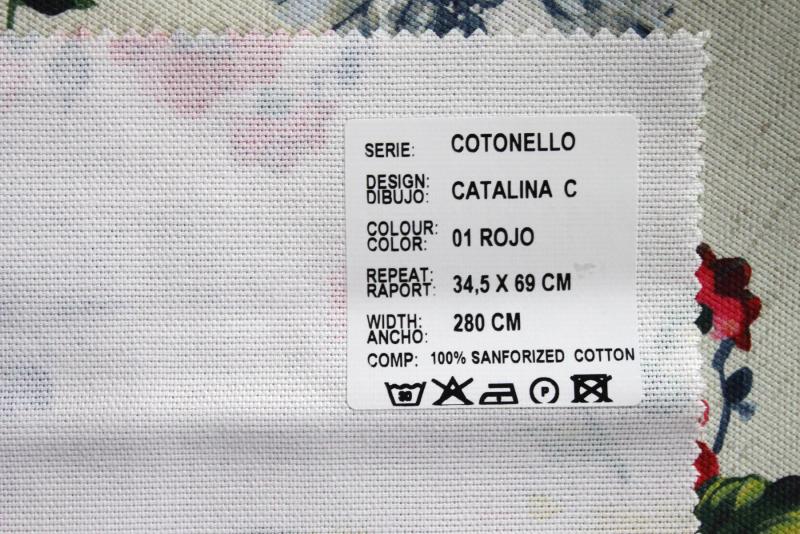 SERIE: COTONELLO
DESIGN:
DIBUJO: CATALINA C
COLOUR:
COLOR: 01 ROJO
REPEAT:
RAPORT: 34,5 X 69 CM
WIDTH:
ANCHO: 280 CM
COMP: 100% SANFORIZED COTTON
30 P